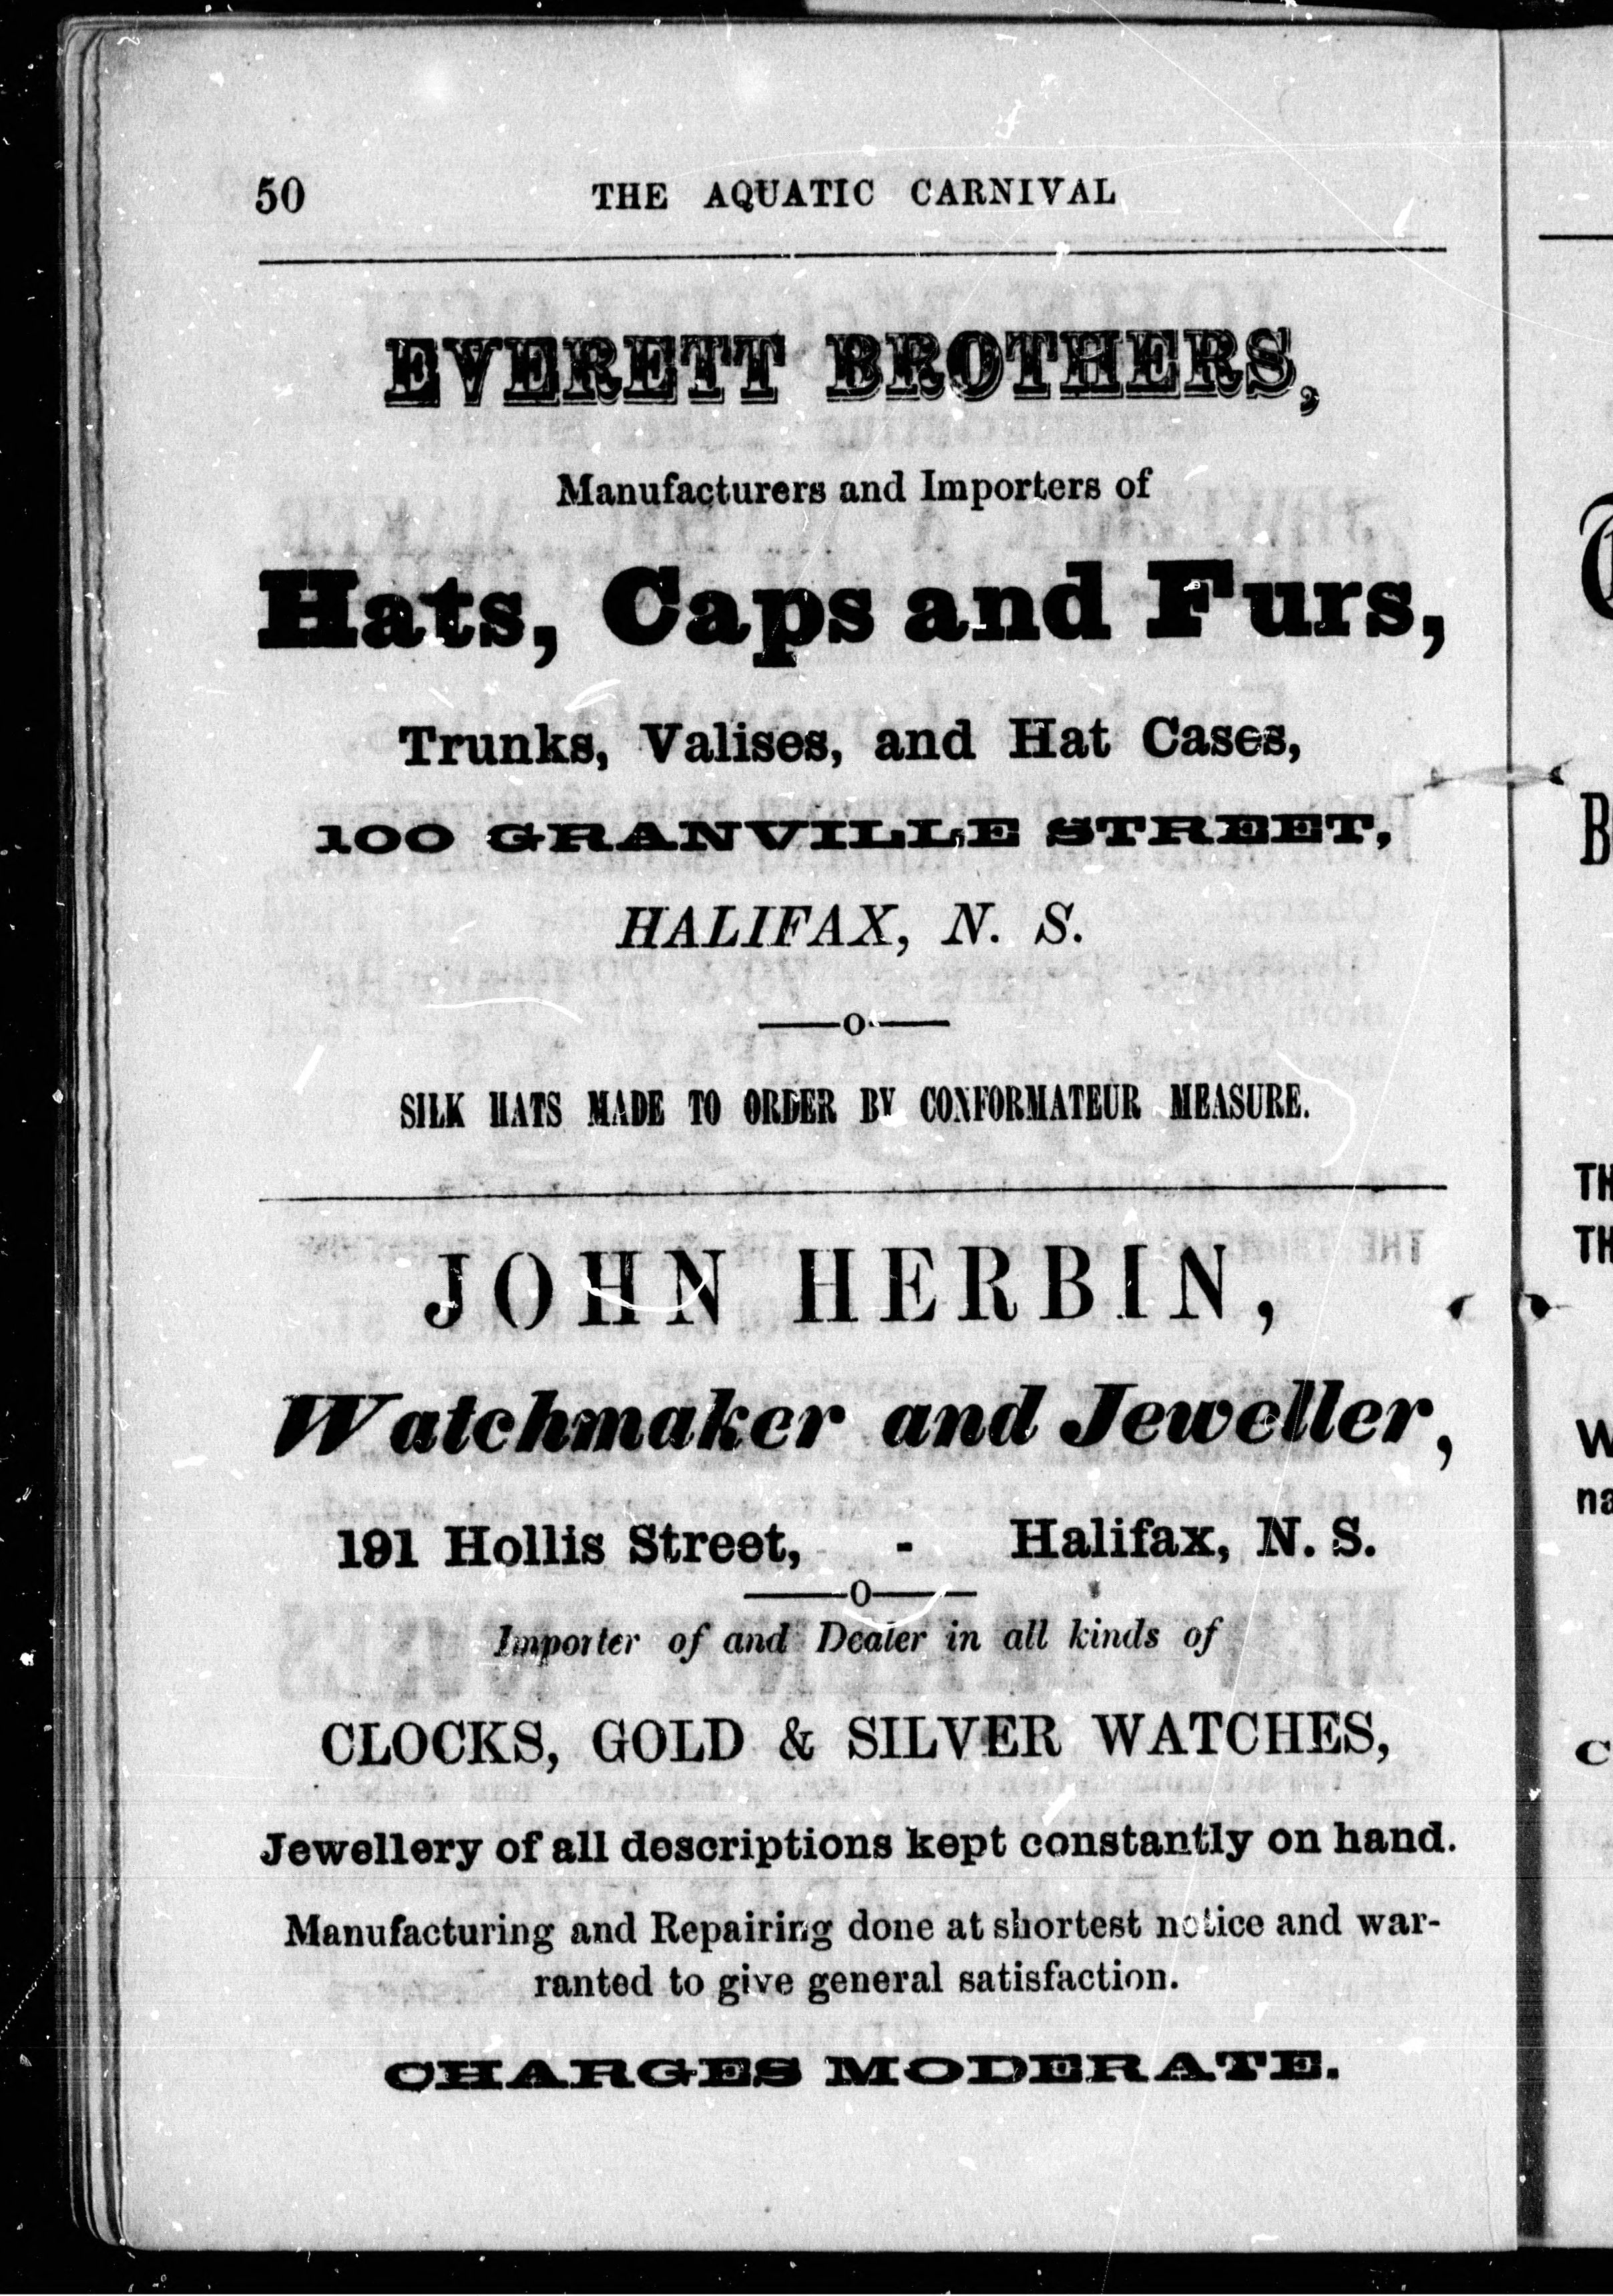 50 THE AQUATIC CARNIVAL
EVERETT BROTHERS,
Manufacturers and Importers of
Hats, Caps and Furs,
Trunks, Valises, and Hat Cases,
100 GRANVILLE STREET,
HALIFAX, N. S.
——o——
SILK HATS MADE TO ORDER BY CONFORMATEUR MEASURE.
JOHN HERBIN,
Watchmaker and Jeweller,
191 Hollis Street, - Halifax, N. S.
——O——
Importer of and Dealer in all kinds of
CLOCKS, GOLD & SILVER WATCHES,
Jewellery of all descriptions kept constantly on hand.
Manufacturing and Repairing done at shortest notice and war-
ranted to give general satisfaction.
CHARGES MODERATE.